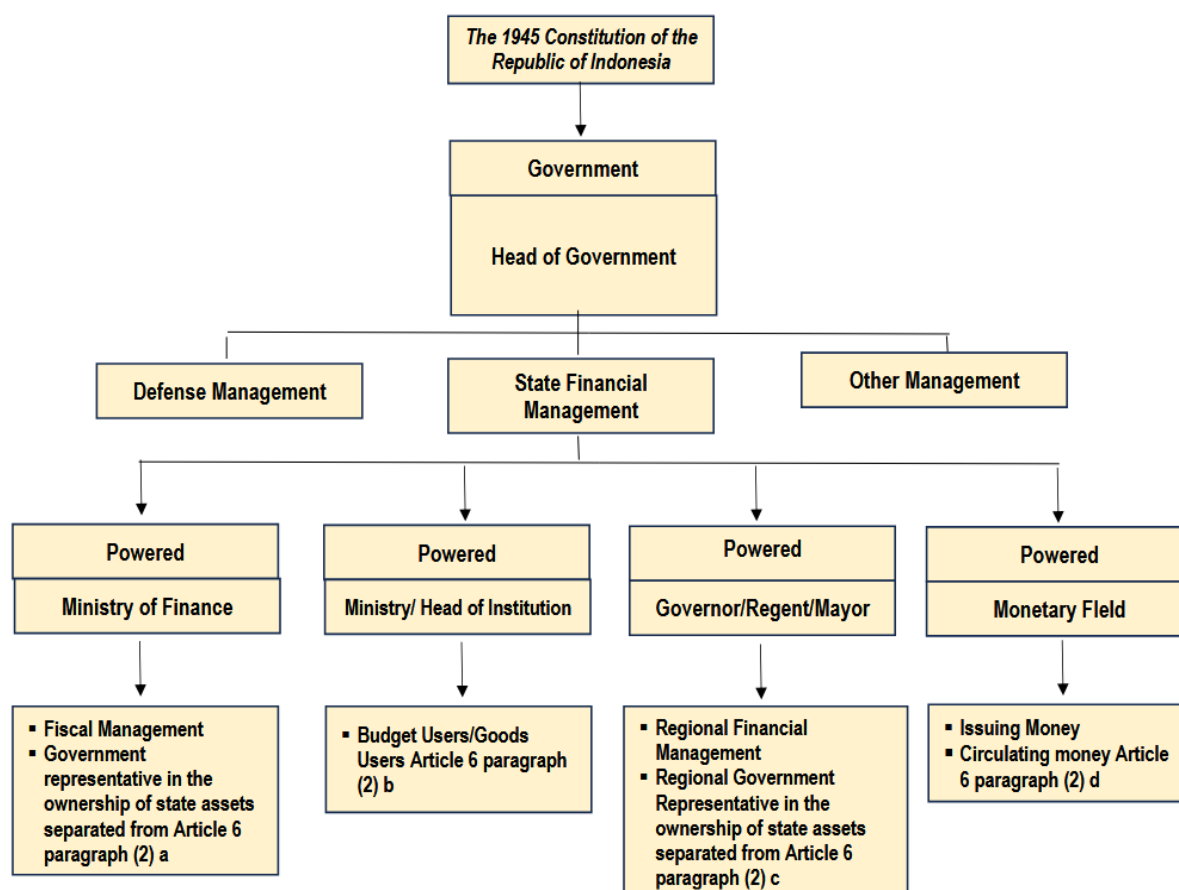 The 1945 Constitution of the
Republic of Indonesia
Government
Head of Government
Defense Management
State Financial
Management
Other Management
Powered
Ministry of Finance
Powered
Ministry/ Head of Institution
Powered
Governor/Regent/Mayor
Powered
Monetary FIeld
▪ Fiscal Management
▪ Government
representative in the
ownership of state assets
separated from Article 6
paragraph (2) a
▪ Budget Users/Goods
Users Article 6 paragraph
(2) b
▪ Regional Financial
Management
▪ Regional Government
Representative in the
ownership of state assets
separated from Article 6
paragraph (2) c
▪ Issuing Money
▪ Circulating money Article
6 paragraph (2) d